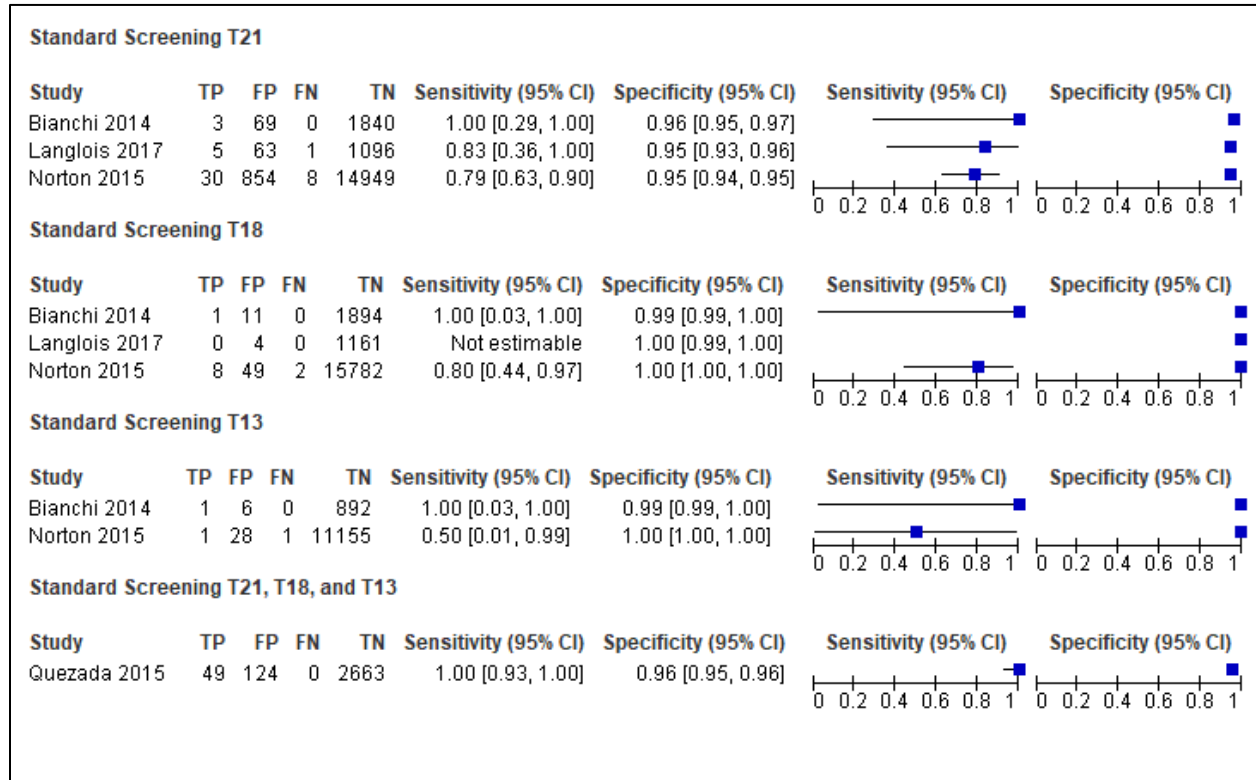 Standard Screening T21
Study TP FP FN TN Sensitivity (95% CI) Specificity (95% CI) Sensitivity (95% CI) Specificity (95% CI)
Bianchi 2014 3 69 0 1840 1.00 [0.29, 1.00] 0.96 [0.95, 0.97]
Langlois 2017 5 63 1 1096 0.83 [0.36, 1.00] 0.95 [0.93, 0.96]
Norton 2015 30 854 8 14949 0.79 [0.63, 0.90] 0.95 [0.94, 0.95]
0 0.2 0.4 0.6 0.8 1 0 0.2 0.4 0.6 0.8 1
Standard Screening T18
Study TP FP FN TN Sensitivity (95% CI) Specificity (95% CI) Sensitivity (95% CI) Specificity (95% CI)
Bianchi 2014 1 11 0 1894 1.00 [0.03, 1.00] 0.99 [0.99, 1.00]
Langlois 2017 0 4 0 1161 Not estimable 1.00 [0.99, 1.00]
Norton 2015 8 49 2 15782 0.80 [0.44, 0.97] 1.00 [1.00, 1.00]
0 0.2 0.4 0.6 0.8 1 0 0.2 0.4 0.6 0.8 1
Standard Screening T13
Study TP FP FN TN Sensitivity (95% CI) Specificity (95% CI) Sensitivity (95% CI) Specificity (95% CI)
Bianchi 2014 1 6 0 892 1.00 [0.03, 1.00] 0.99 [0.99, 1.00]
Norton 2015 1 28 1 11155 0.50 [0.01, 0.99] 1.00 [1.00, 1.00]
0 0.2 0.4 0.6 0.8 1 0 0.2 0.4 0.6 0.8 1
Standard Screening T21, T18, and T13
Study TP FP FN TN Sensitivity (95% CI) Specificity (95% CI) Sensitivity (95% CI) Specificity (95% CI)
Quezada 2015 49 124 0 2663 1.00 [0.93, 1.00] 0.96 [0.95, 0.96]
0 0.2 0.4 0.6 0.8 1 0 0.2 0.4 0.6 0.8 1